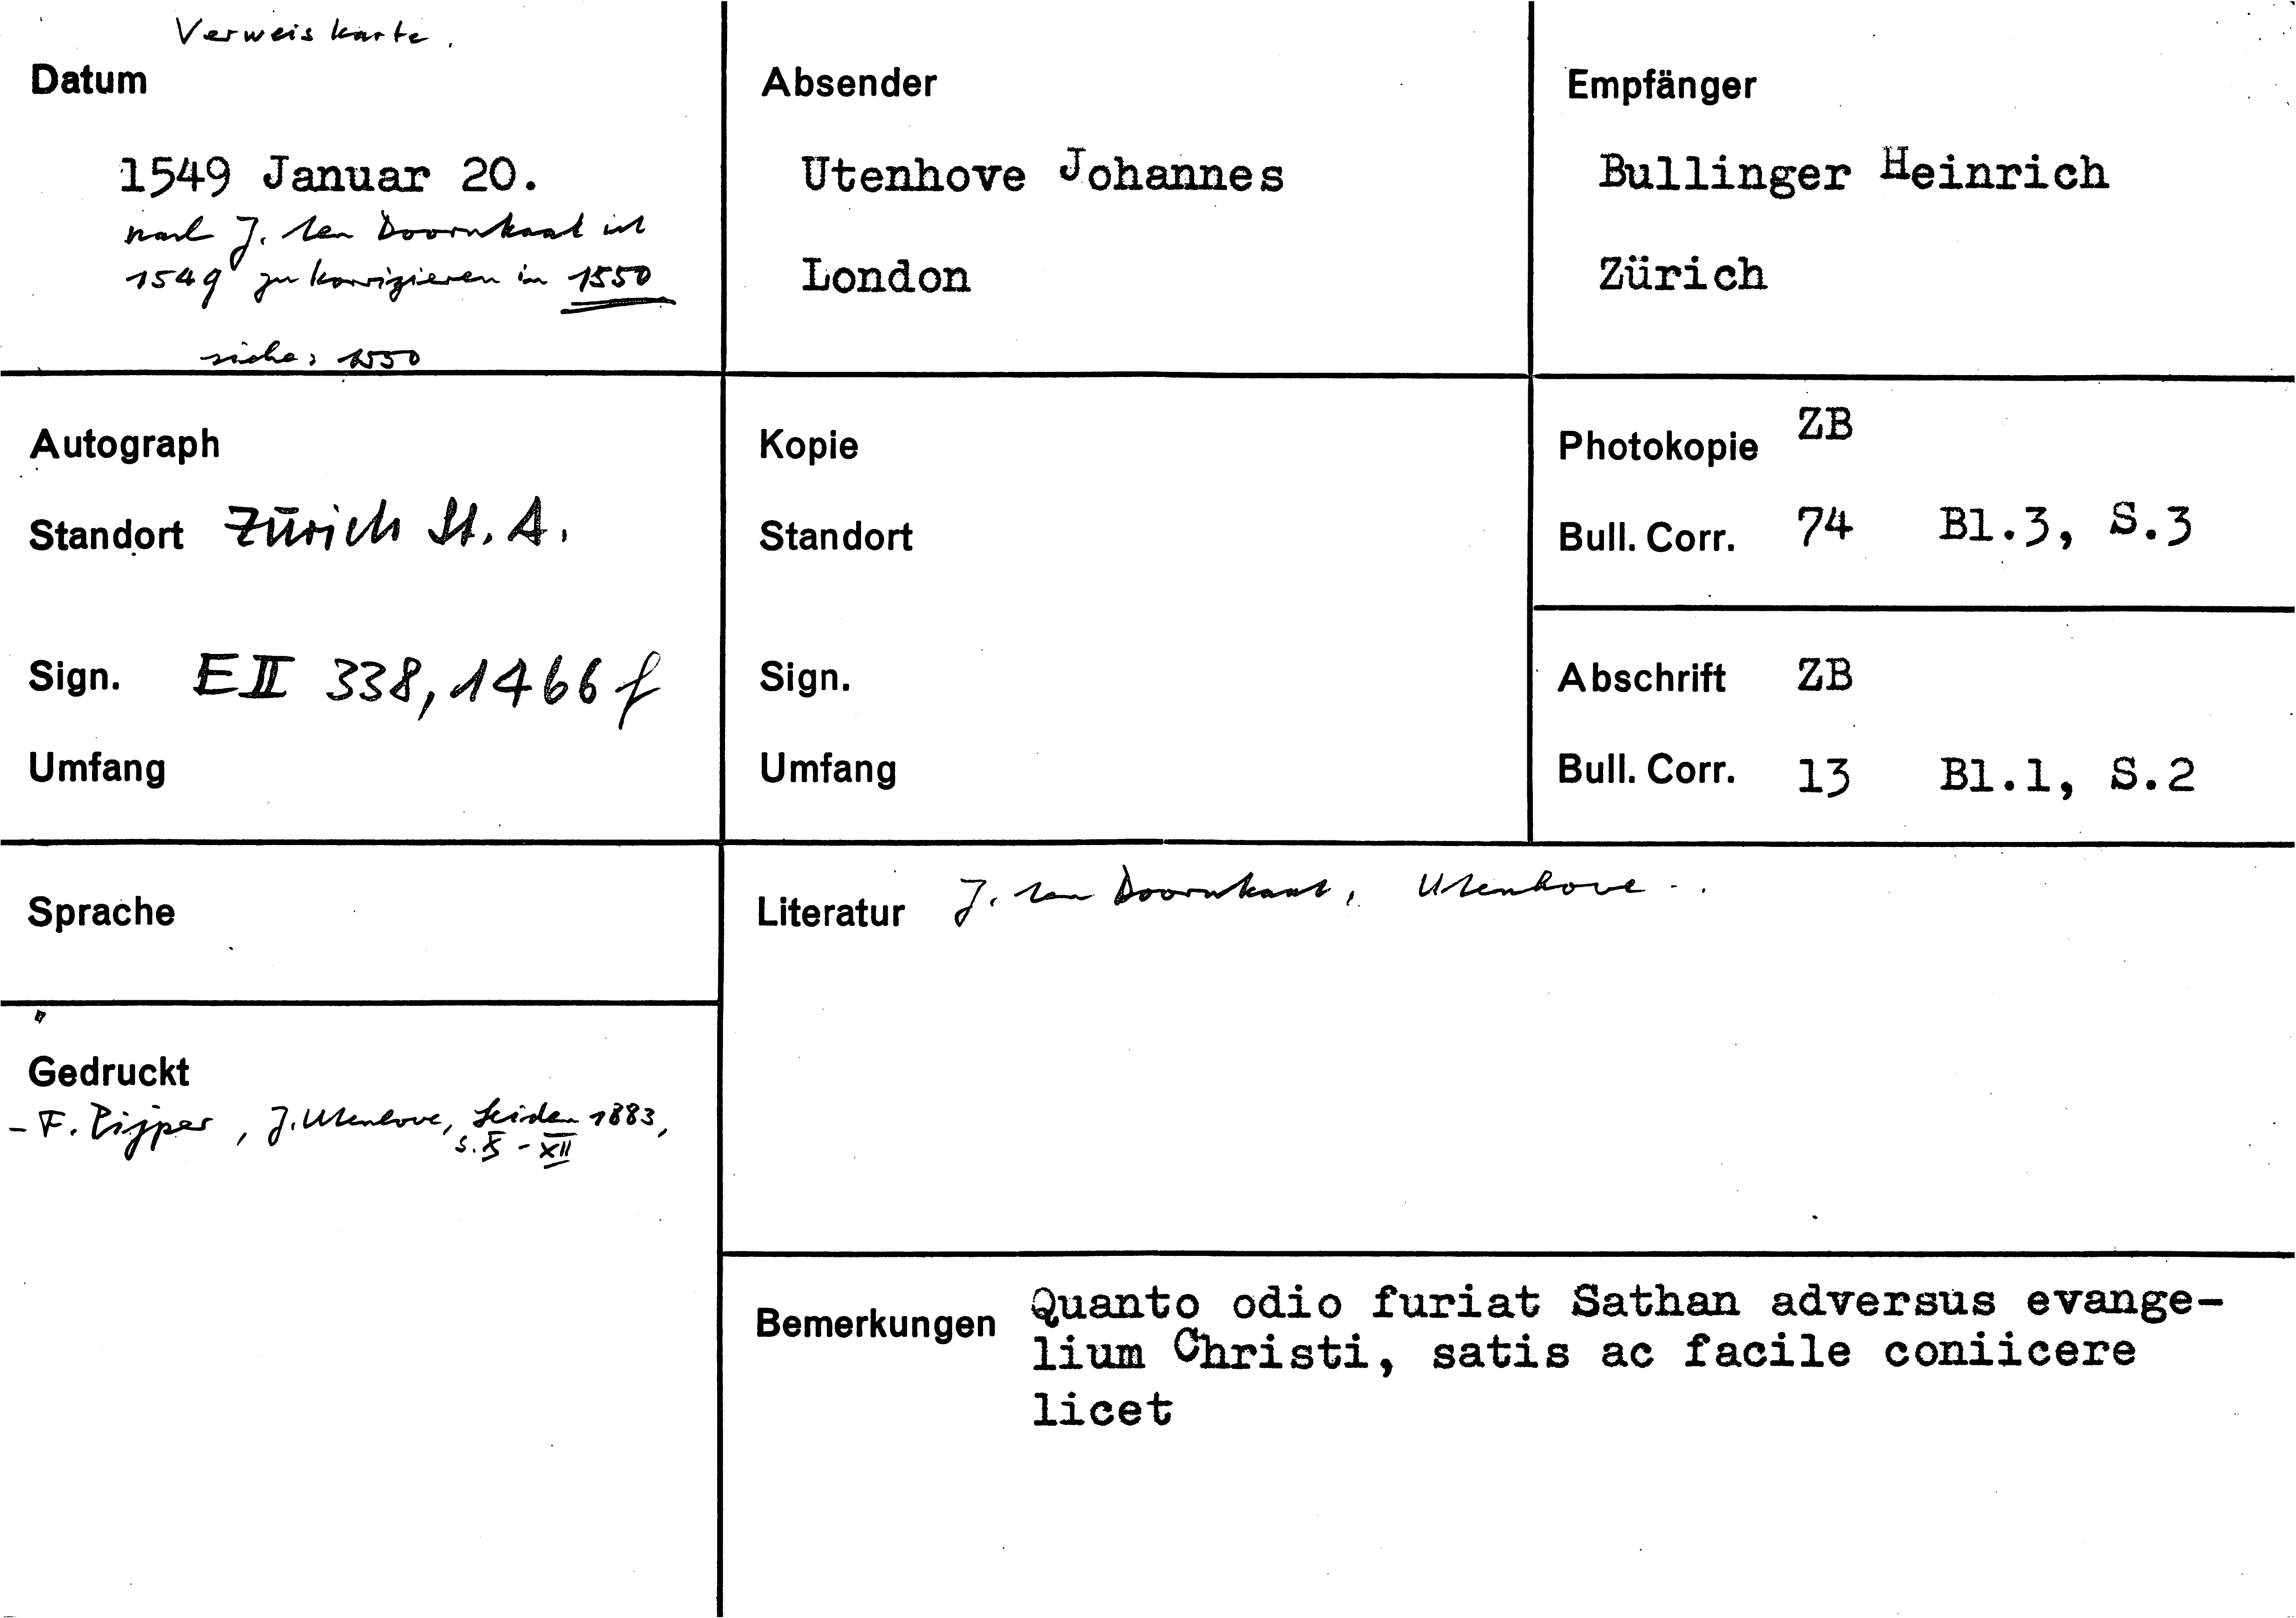 Verweiskarte.
Datum
1549 Januar 20.
nach J. ten Doornkaat ist
1549 zu korrigieren in 1550
siehe: 1550
Absender
Utenhove Johannes
London
Empfänger
Bullinger Heinrich
Zürich
Autograph
Standort Zürich St. A.
Sign. E II 338, 1466 f
Umfang
Kopie
Standort
Sign.
Umfang
Photokopie ZB
Bull. Corr. 74 Bl.3, S.3
Abschrift ZB
Bull. Corr. 13 Bl.1, S.2
Sprache
Gedruckt
- F. Pijper, J. Utenhove, Leiden 1883,
S. X - XII
Literatur J. ten Doornkaat, Utenhove..
Bemerkungen Quanto odio furiat Sathan adversus evange-
lium Christi, satis ac facile coniicere
licet